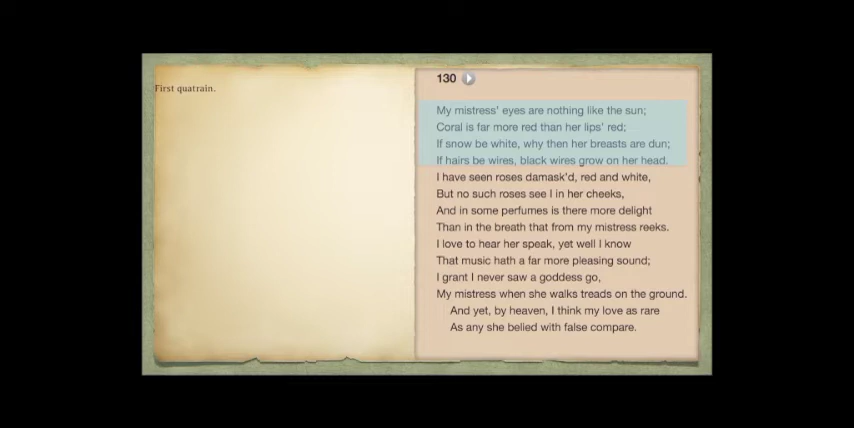 First quatrain.
130
My mistress' eyes are nothing like the sun;
Coral is far more red than her lips' red;
If snow be white, why then her breasts are dun;
If hairs be wires, black wires grow on her head.
I have seen roses damask'd, red and white,
But no such roses see I in her cheeks,
And in some perfumes is there more delight
Than in the breath that from my mistress reeks.
I love to hear her speak, yet well I know
That music hath a far more pleasing sound;
I grant I never saw a goddess go,
My mistress when she walks treads on the ground.
And yet, by heaven, I think my love as rare
As any she belied with false compare.